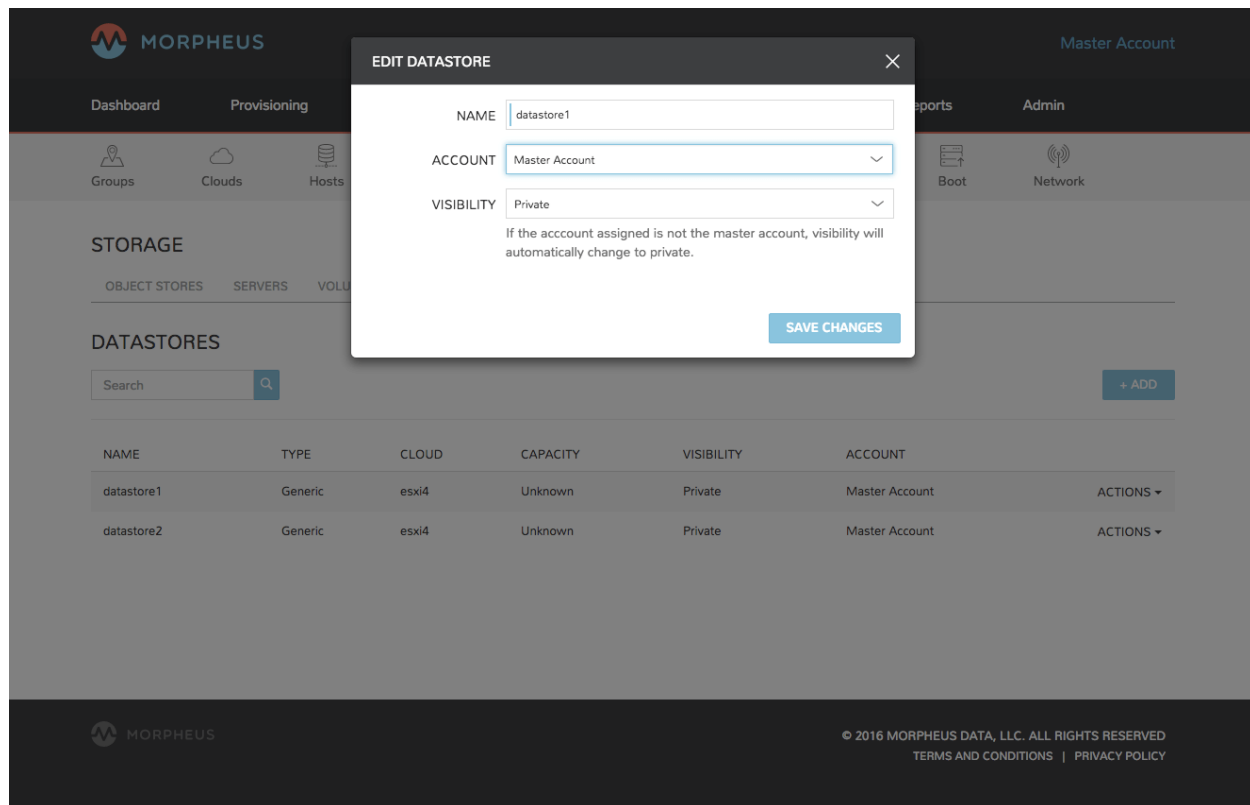 MORPHEUS
Master Account
EDIT DATASTORE
NAME datastore1
ACCOUNT Master Account
VISIBILITY Private
If the acccount assigned is not the master account, visibility will
automatically change to private.
SAVE CHANGES
Dashboard Provisioning eports Admin
Groups Clouds Hosts Boot Network
STORAGE
OBJECT STORES SERVERS VOLU
DATASTORES
Search + ADD
NAME TYPE CLOUD CAPACITY VISIBILITY ACCOUNT
datastore1 Generic esxi4 Unknown Private Master Account ACTIONS
datastore2 Generic esxi4 Unknown Private Master Account ACTIONS
MORPHEUS
© 2016 MORPHEUS DATA, LLC. ALL RIGHTS RESERVED
TERMS AND CONDITIONS | PRIVACY POLICY